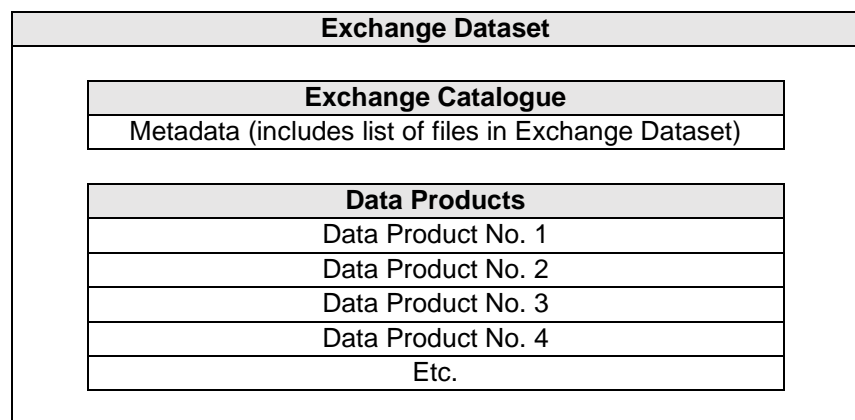 Exchange Dataset
Exchange Catalogue
Metadata (includes list of files in Exchange Dataset)
Data Products
Data Product No. 1
Data Product No. 2
Data Product No. 3
Data Product No. 4
Etc.